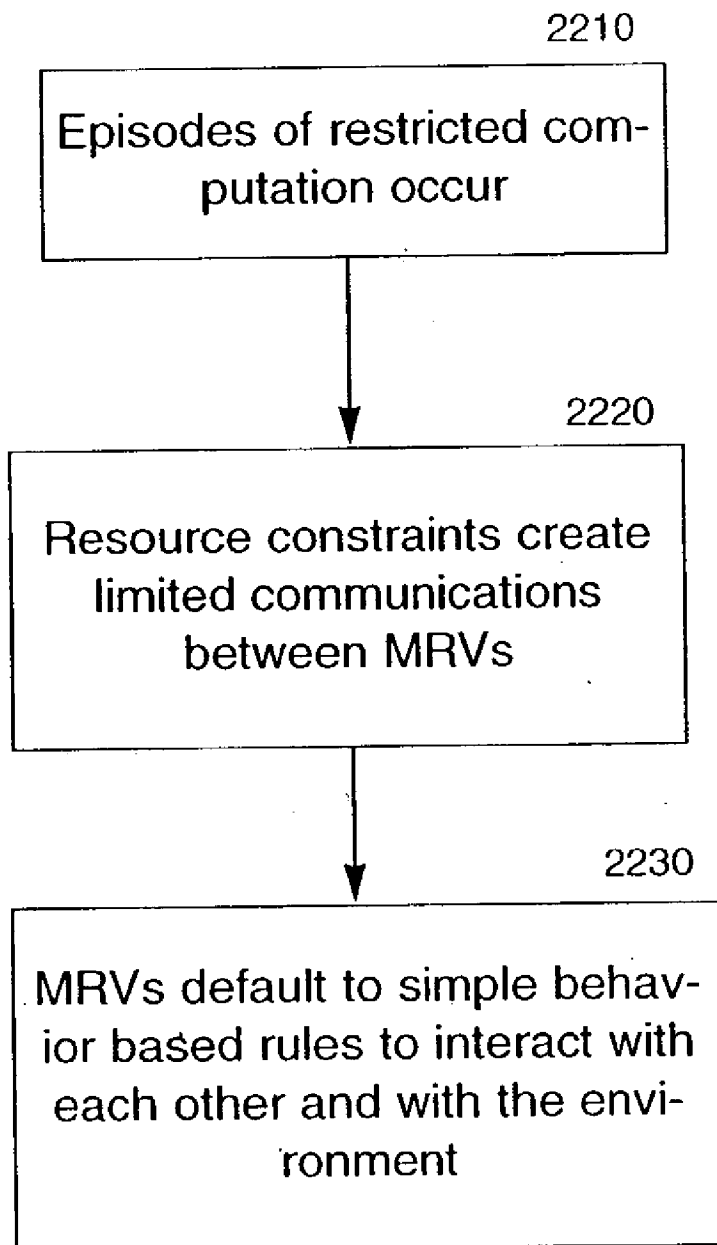 2210
Episodes of restricted com-
putation occur
2220
Resource constraints create
limited communications
between MRVs
2230
MRVs default to simple behav-
ior based rules to interact with
each other and with the envi-
ronment